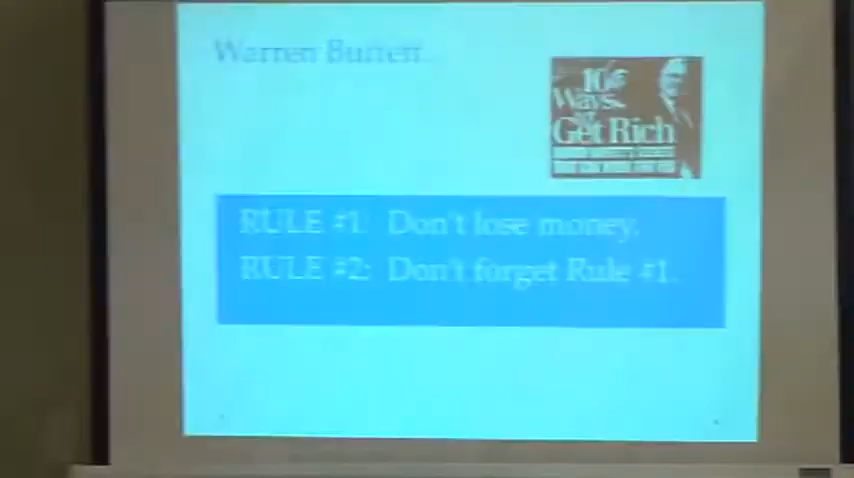 Warren Buffett...
10
Ways
to
Get Rich
RULE #1: Don't lose money.
RULE #2: Don't forget Rule #1.